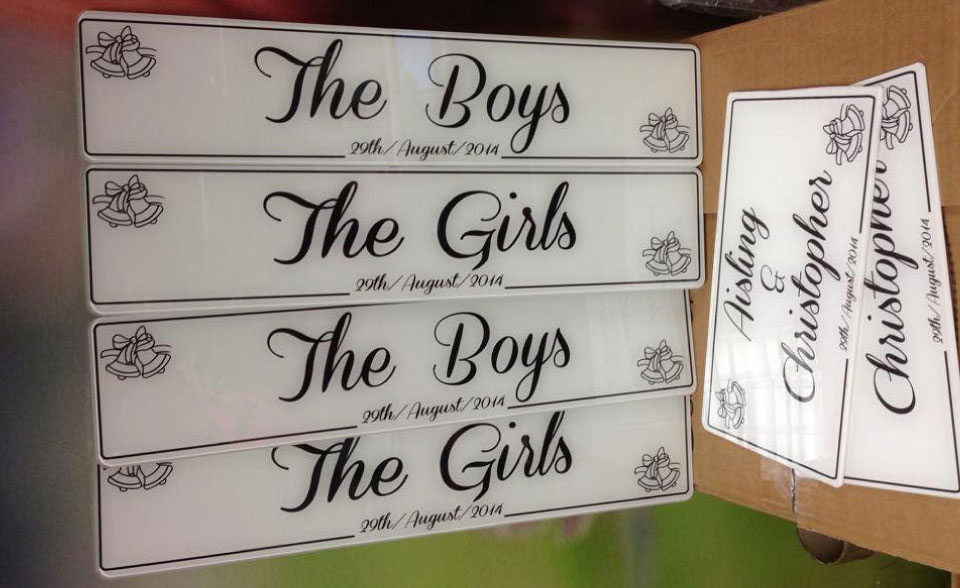 The Boys
29th/August/2014
The Girls
29th/August/2014
The Boys
29th/August/2014
The Girls
29th/August/2014
Aisling
&
Christopher
29th/August/2014
Christopher
29th/August/2014